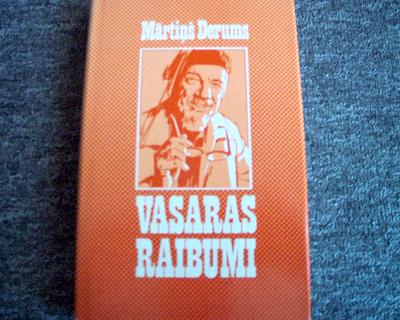 Mārtiņš Derums
VASARAS
RAIBUMI